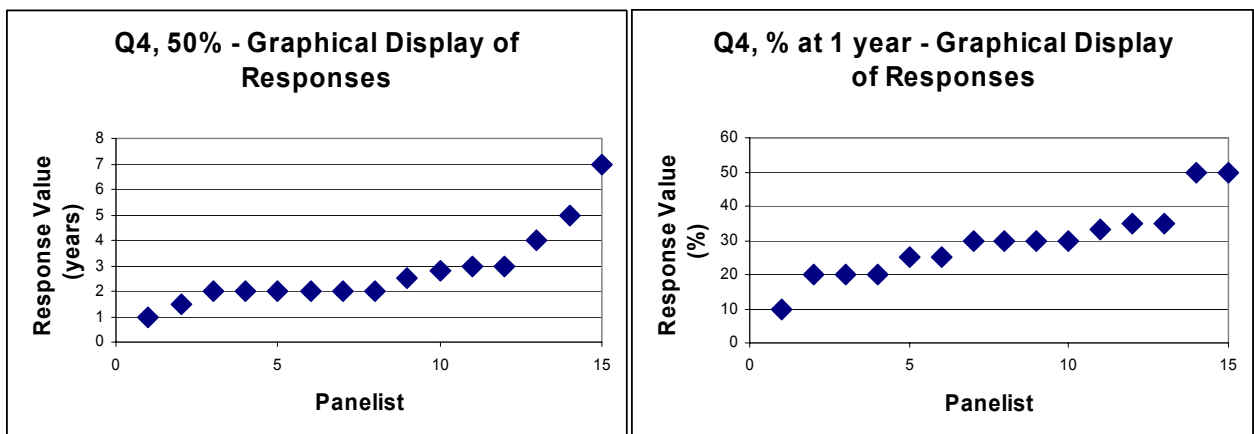 Q4, 50% - Graphical Display of
Responses
Response Value
(years)
8
7
6
5
4
3
2
1
0
0 5 10 15
Panelist
Q4, % at 1 year - Graphical Display
of Responses
Response Value
(%)
60
50
40
30
20
10
0
0 5 10 15
Panelist